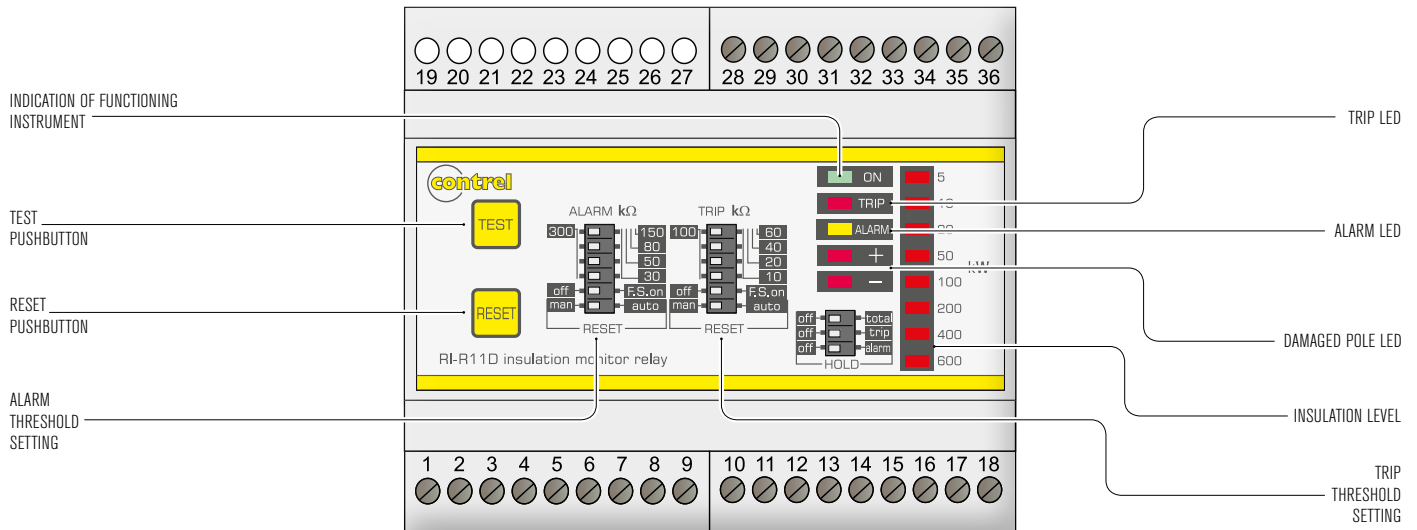 19 20 21 22 23 24 25 26 27 28 29 30 31 32 33 34 35 36
INDICATION OF FUNCTIONING
INSTRUMENT
TEST
PUSHBUTTON
RESET
PUSHBUTTON
ALARM
THRESHOLD
SETTING
contrel
TEST
RESET
ALARM kΩ
300 150
80
50
30
off F.S.on
man auto
RESET
TRIP kΩ
100 60
40
20
10
off F.S.on
man auto
RESET
RI-R11D insulation monitor relay
ON
TRIP
ALARM
+
−
off total
off trip
off alarm
HOLD
5
10
20
50
100
200
400
600
kW
TRIP LED
ALARM LED
DAMAGED POLE LED
INSULATION LEVEL
TRIP
THRESHOLD
SETTING
1 2 3 4 5 6 7 8 9 10 11 12 13 14 15 16 17 18